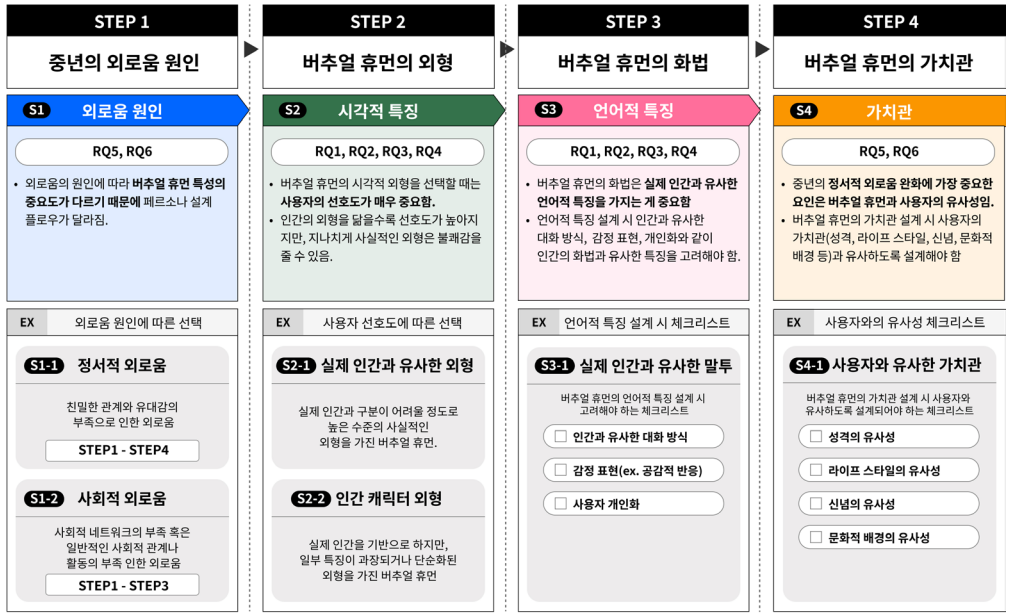 STEP 1
중년의 외로움 원인
S1 외로움 원인
RQ5, RQ6
• 외로움의 원인에 따라 버추얼 휴먼 특성의
중요도가 다르기 때문에 페르소나 설계
플로우가 달라짐.
EX 외로움 원인에 따른 선택
S1-1 정서적 외로움
친밀한 관계와 유대감의
부족으로 인한 외로움
STEP1 - STEP4
S1-2 사회적 외로움
사회적 네트워크의 부족 혹은
일반적인 사회적 관계나
활동의 부족 인한 외로움
STEP1 - STEP3
STEP 2
버추얼 휴먼의 외형
S2 시각적 특징
RQ1, RQ2, RQ3, RQ4
• 버추얼 휴먼의 시각적 외형을 선택할 때는
사용자의 선호도가 매우 중요함.
• 인간의 외형을 닮을수록 선호도가 높아지
지만, 지나치게 사실적인 외형은 불쾌감을
줄 수 있음.
EX 사용자 선호도에 따른 선택
S2-1 실제 인간과 유사한 외형
실제 인간과 구분이 어려울 정도로
높은 수준의 사실적인
외형을 가진 버추얼 휴먼.
S2-2 인간 캐릭터 외형
실제 인간을 기반으로 하지만,
일부 특징이 과장되거나 단순화된
외형을 가진 버추얼 휴먼
STEP 3
버추얼 휴먼의 화법
S3 언어적 특징
RQ1, RQ2, RQ3, RQ4
• 버추얼 휴먼의 화법은 실제 인간과 유사한
언어적 특징을 가지는 게 중요함
• 언어적 특징 설계 시 인간과 유사한
대화 방식, 감정 표현, 개인화와 같이
인간의 화법과 유사한 특징을 고려해야 함.
EX 언어적 특징 설계 시 체크리스트
S3-1 실제 인간과 유사한 말투
버추얼 휴먼의 언어적 특징 설계 시
고려해야 하는 체크리스트
인간과 유사한 대화 방식
감정 표현(ex. 공감적 반응)
사용자 개인화
STEP 4
버추얼 휴먼의 가치관
S4 가치관
RQ5, RQ6
• 중년의 정서적 외로움 완화에 가장 중요한
요인은 버추얼 휴먼과 사용자의 유사성임.
• 버추얼 휴먼의 가치관 설계 시 사용자의
가치관(성격, 라이프 스타일, 신념, 문화적
배경 등)과 유사하도록 설계해야 함
EX 사용자와의 유사성 체크리스트
S4-1 사용자와 유사한 가치관
버추얼 휴먼의 가치관 설계 시 사용자와
유사하도록 설계되어야 하는 체크리스트
성격의 유사성
라이프 스타일의 유사성
신념의 유사성
문화적 배경의 유사성